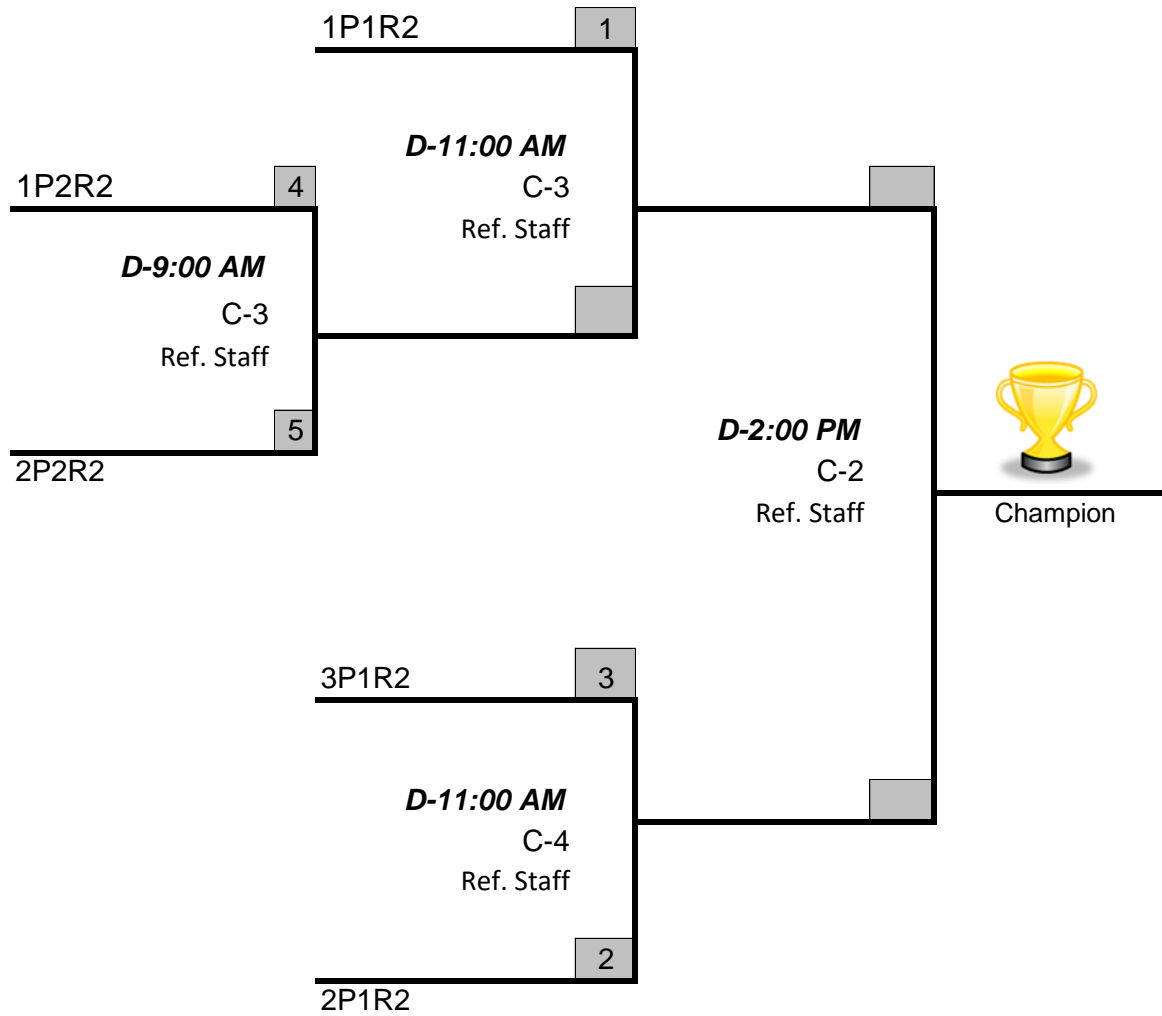 1P1R2
1
D-11:00 AM
C-3
Ref. Staff
1P2R2
4
D-9:00 AM
C-3
Ref. Staff
5
2P2R2
D-2:00 PM
C-2
Ref. Staff
Champion
3P1R2
3
D-11:00 AM
C-4
Ref. Staff
2
2P1R2